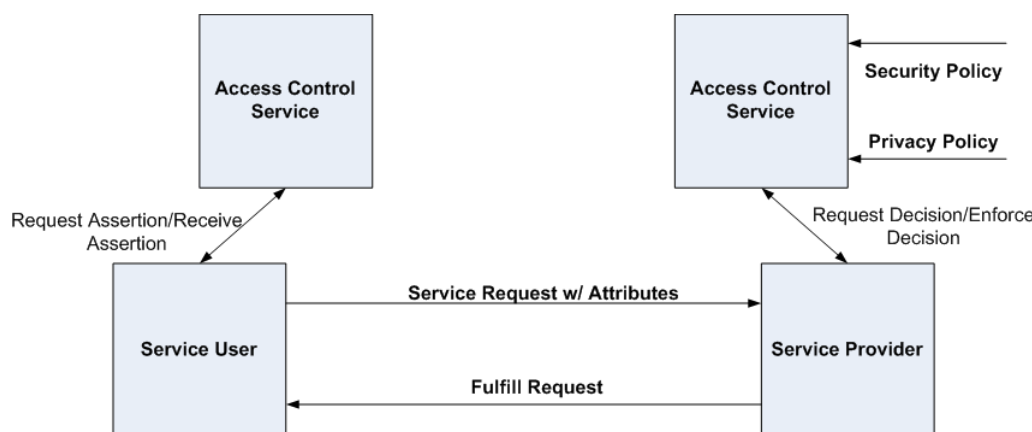 Access Control
Service
Access Control
Service
Security Policy
Privacy Policy
Request Assertion/Receive
Assertion
Request Decision/Enforce
Decision
Service Request w/ Attributes
Service User
Service Provider
Fulfill Request